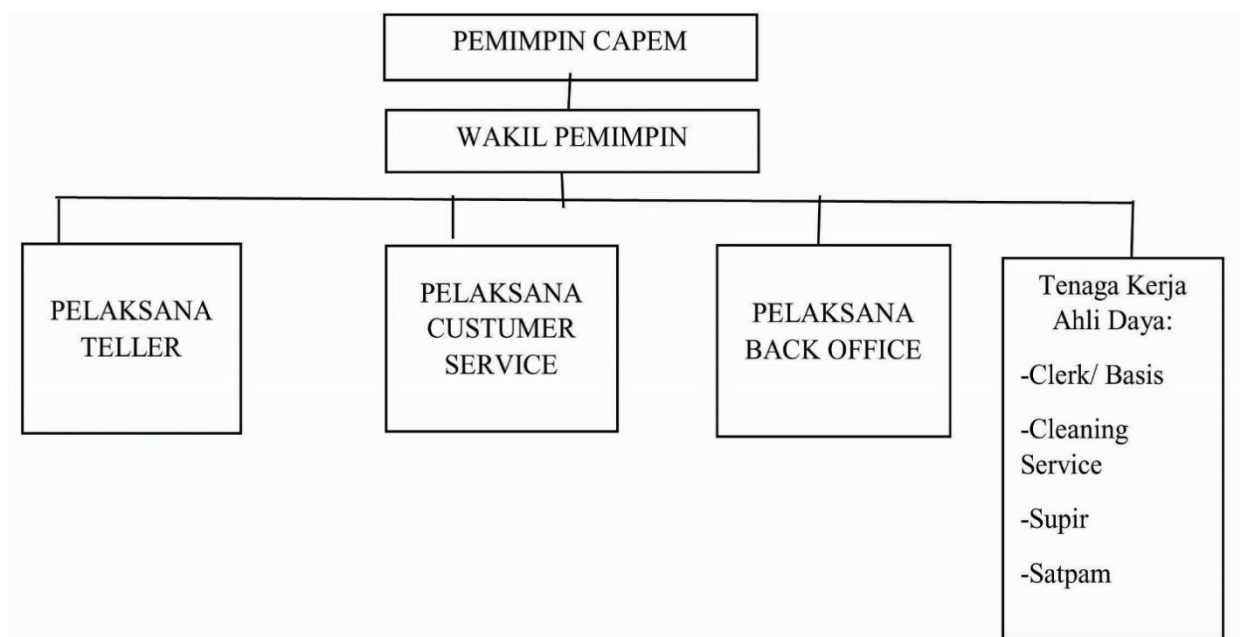 PEMIMPIN CAPEM
WAKIL PEMIMPIN
PELAKSANA
TELLER
PELAKSANA
CUSTUMER
SERVICE
PELAKSANA
BACK OFFICE
Tenaga Kerja
Ahli Daya:
-Clerk/ Basis
-Cleaning
Service
-Supir
-Satpam